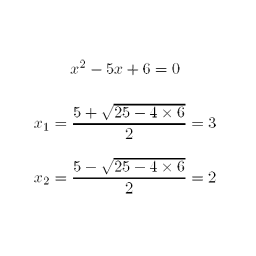 x² − 5x + 6 = 0
x₁ = (5 + √(25 − 4 × 6))/2 = 3
x₂ = (5 − √(25 − 4 × 6))/2 = 2